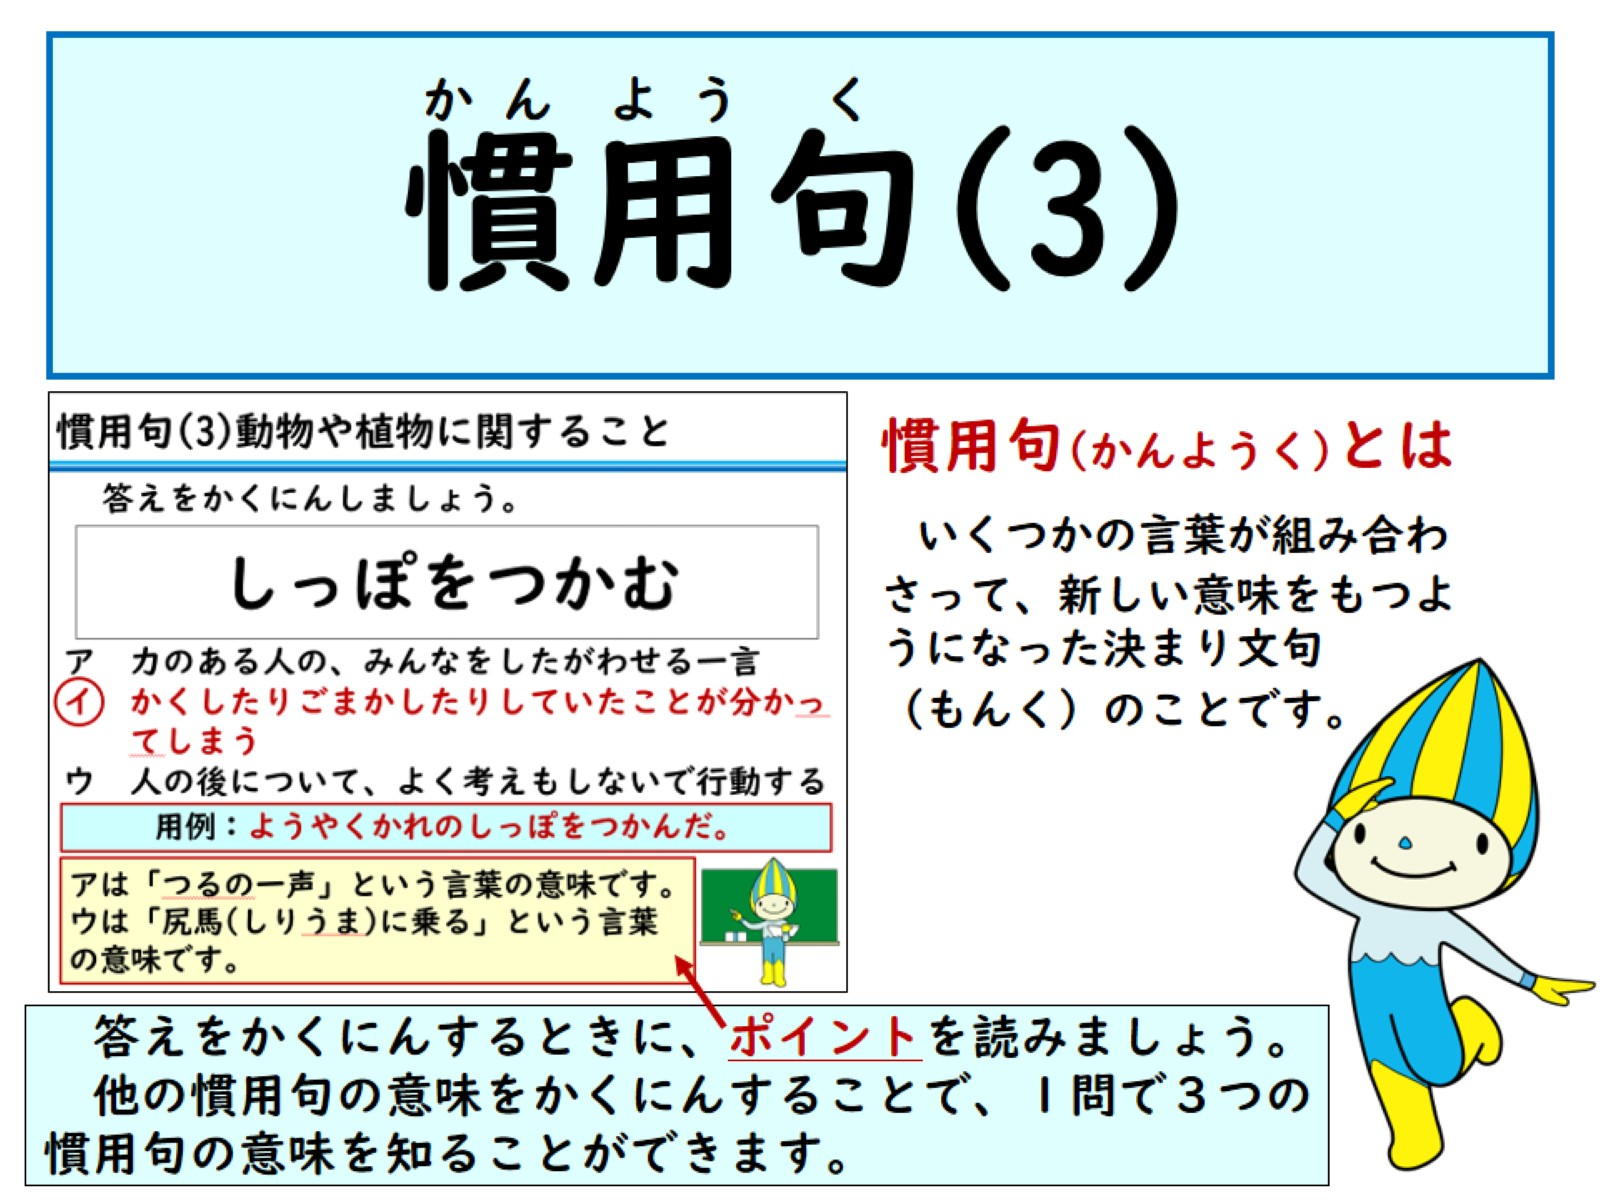 かんようく
慣用句(3)
慣用句(3)動物や植物に関すること
答えをかくにんしましょう。
しっぽをつかむ
ア 力のある人の、みんなをしたがわせる一言
イ かくしたりごまかしたりしていたことが分かっ
てしまう
ウ 人の後について、よく考えもしないで行動する
用例：ようやくかれのしっぽをつかんだ。
アは「つるの一声」という言葉の意味です。
ウは「尻馬(しりうま)に乗る」という言葉
の意味です。
慣用句(かんようく)とは
いくつかの言葉が組み合わ
さって、新しい意味をもつよ
うになった決まり文句
（もんく）のことです。
答えをかくにんするときに、ポイントを読みましょう。
他の慣用句の意味をかくにんすることで、１問で３つの
慣用句の意味を知ることができます。